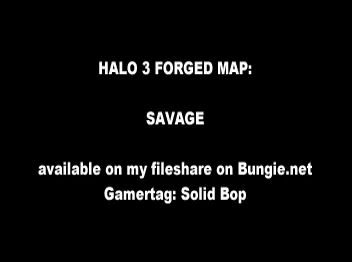 HALO 3 FORGED MAP:
SAVAGE
available on my fileshare on Bungie.net
Gamertag: Solid Bop